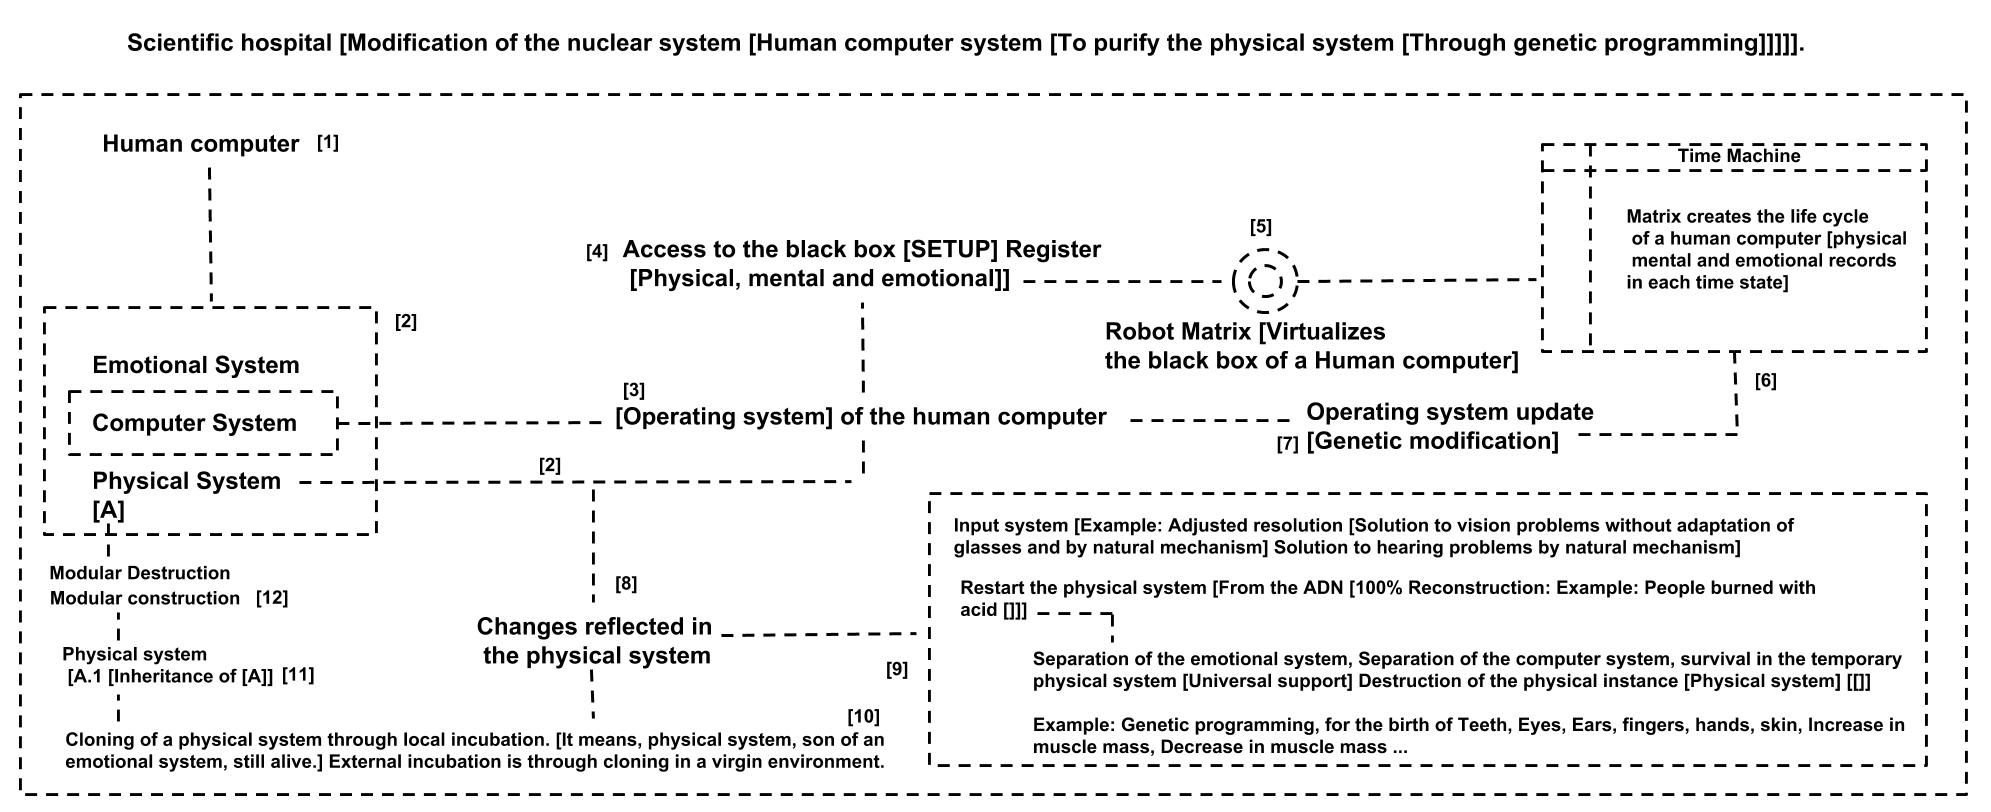 Scientific hospital [Modification of the nuclear system [Human computer system [To purify the physical system [Through genetic programming]]]]].
Human computer [1]
Time Machine
Matrix creates the life cycle
of a human computer [physical
mental and emotional records
in each time state]
[5]
[4] Access to the black box [SETUP] Register
[Physical, mental and emotional]]
Robot Matrix [Virtualizes
the black box of a Human computer]
[2]
Emotional System
Computer System
Physical System
[A]
[3]
[Operating system] of the human computer
[6]
Operating system update
[7] [Genetic modification]
[2]
Modular Destruction
Modular construction [12]
Physical system
[A.1 [Inheritance of [A]] [11]
[8]
Changes reflected in
the physical system
[9]
[10]
Cloning of a physical system through local incubation. [It means, physical system, son of an
emotional system, still alive.] External incubation is through cloning in a virgin environment.
Input system [Example: Adjusted resolution [Solution to vision problems without adaptation of
glasses and by natural mechanism] Solution to hearing problems by natural mechanism]
Restart the physical system [From the ADN [100% Reconstruction: Example: People burned with
acid []]]
Separation of the emotional system, Separation of the computer system, survival in the temporary
physical system [Universal support] Destruction of the physical instance [Physical system] [[]]
Example: Genetic programming, for the birth of Teeth, Eyes, Ears, fingers, hands, skin, Increase in
muscle mass, Decrease in muscle mass ...